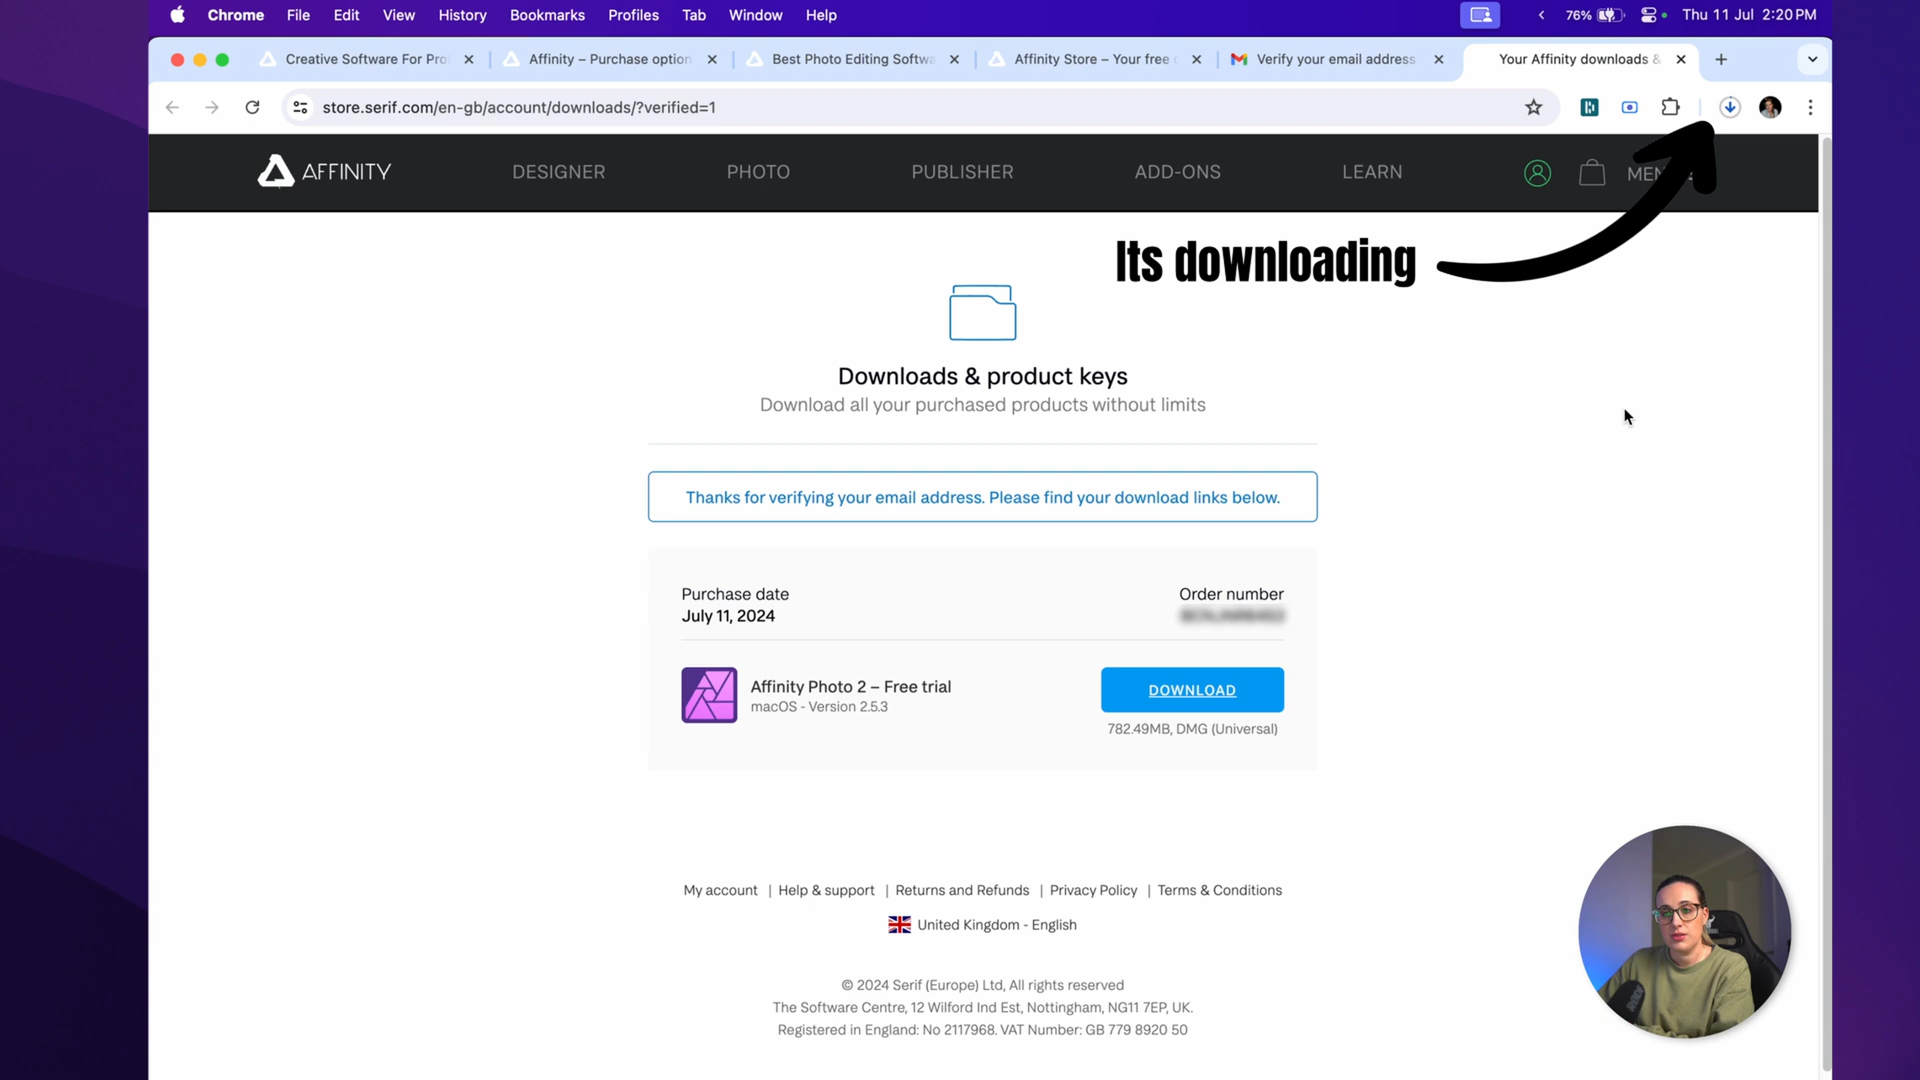 Chrome File Edit View History Bookmarks Profiles Tab Window Help 76% Thu 11 Jul 2:20 PM
Creative Software For Pro Affinity – Purchase option Best Photo Editing Softwa Affinity Store – Your free Verify your email address Your Affinity downloads &
store.serif.com/en-gb/account/downloads/?verified=1
AFFINITY DESIGNER PHOTO PUBLISHER ADD-ONS LEARN
Its downloading
Downloads & product keys
Download all your purchased products without limits
Thanks for verifying your email address. Please find your download links below.
Purchase date Order number
July 11, 2024
Affinity Photo 2 – Free trial
macOS - Version 2.5.3
DOWNLOAD
782.49MB, DMG (Universal)
My account | Help & support | Returns and Refunds | Privacy Policy | Terms & Conditions
United Kingdom - English
© 2024 Serif (Europe) Ltd, All rights reserved
The Software Centre, 12 Wilford Ind Est, Nottingham, NG11 7EP, UK.
Registered in England: No 2117968. VAT Number: GB 779 8920 50